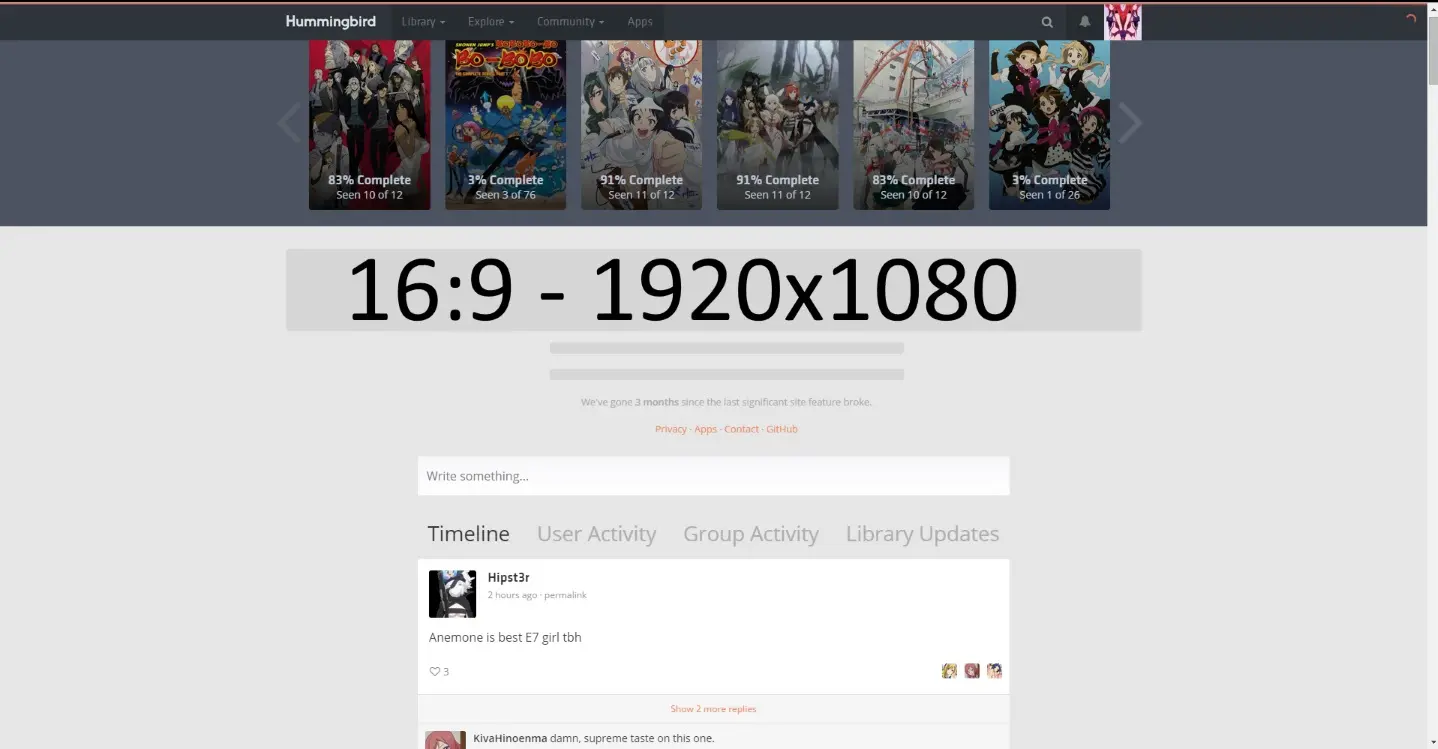 Hummingbird Library Explore Community Apps
SHONEN JUMP'S
BOBOBO-BO
BO-BOBO
THE COMPLETE SERIES PART 1
83% Complete 3% Complete 91% Complete 91% Complete 83% Complete 3% Complete
Seen 10 of 12 Seen 3 of 76 Seen 11 of 12 Seen 11 of 12 Seen 10 of 12 Seen 1 of 26
16:9 - 1920x1080
We've gone 3 months since the last significant site feature broke.
Privacy · Apps · Contact · GitHub
Write something...
Timeline User Activity Group Activity Library Updates
Hipst3r
2 hours ago · permalink
Anemone is best E7 girl tbh
3
Show 2 more replies
KivaHinoenma damn, supreme taste on this one.